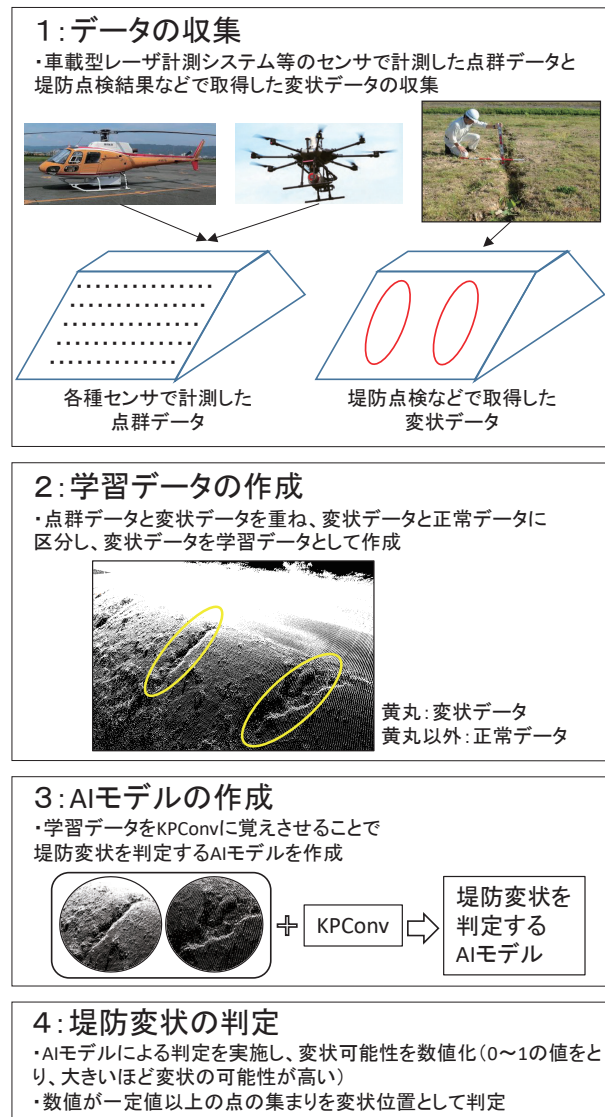 1:データの収集
・車載型レーザ計測システム等のセンサで計測した点群データと
堤防点検結果などで取得した変状データの収集
各種センサで計測した
点群データ
堤防点検などで取得した
変状データ
2:学習データの作成
・点群データと変状データを重ね、変状データと正常データに
区分し、変状データを学習データとして作成
黄丸:変状データ
黄丸以外:正常データ
3:AIモデルの作成
・学習データをKPConvに覚えさせることで
堤防変状を判定するAIモデルを作成
KPConv
堤防変状を
判定する
AIモデル
4:堤防変状の判定
・AIモデルによる判定を実施し、変状可能性を数値化(0~1の値をと
り、大きいほど変状の可能性が高い)
・数値が一定値以上の点の集まりを変状位置として判定